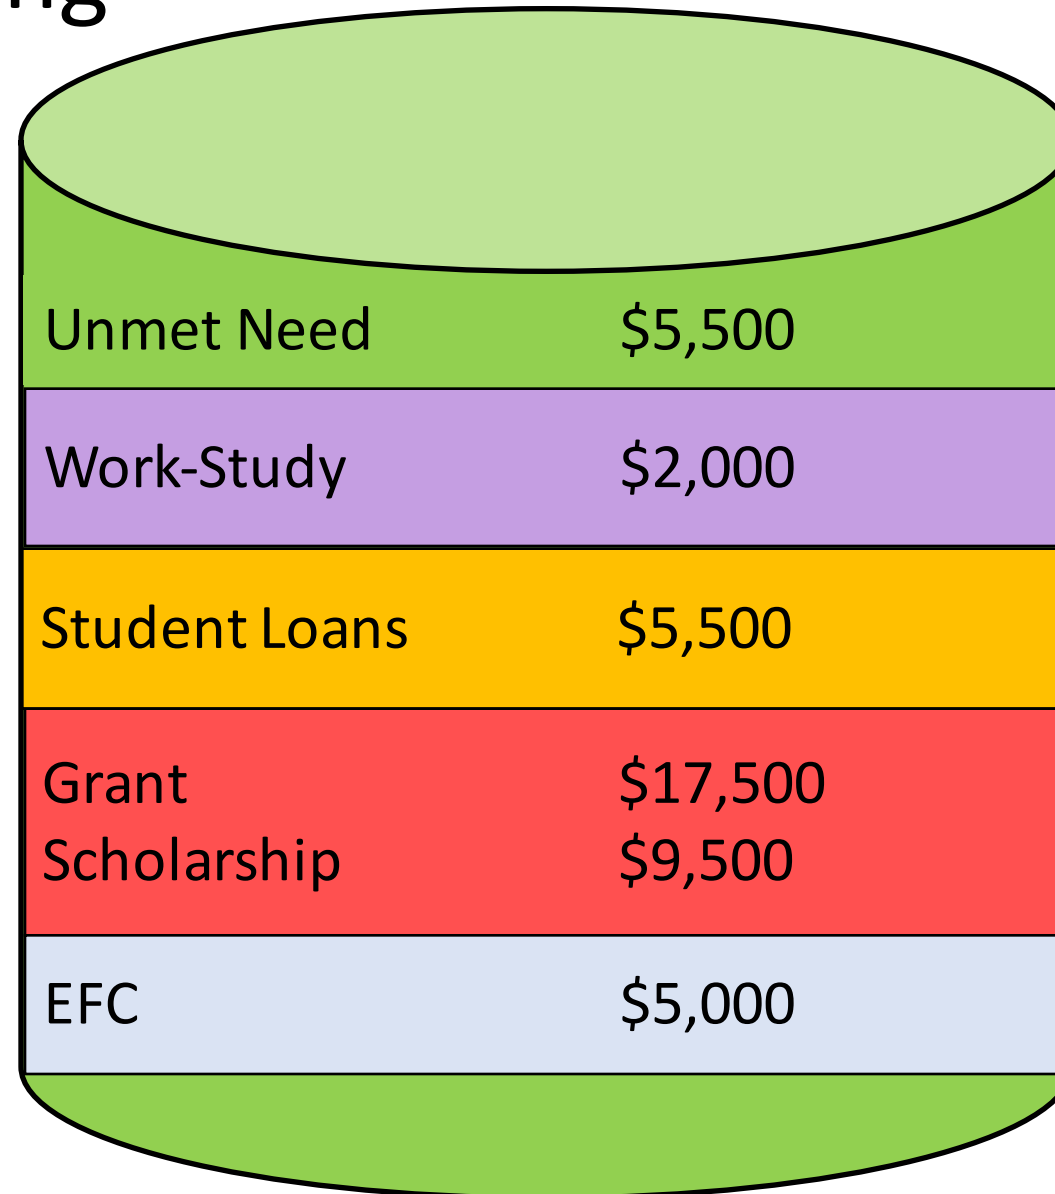 Unmet Need $5,500
Work-Study $2,000
Student Loans $5,500
Grant $17,500
Scholarship $9,500
EFC $5,000